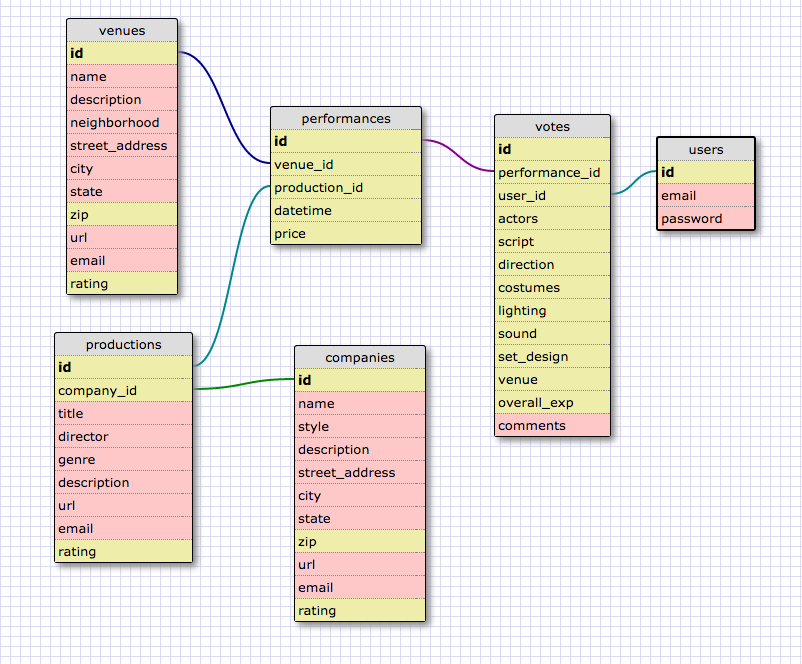 venues
id
name
description
neighborhood
street_address
city
state
zip
url
email
rating
performances
id
venue_id
production_id
datetime
price
votes
id
performance_id
user_id
actors
script
direction
costumes
lighting
sound
set_design
venue
overall_exp
comments
users
id
email
password
productions
id
company_id
title
director
genre
description
url
email
rating
companies
id
name
style
description
street_address
city
state
zip
url
email
rating